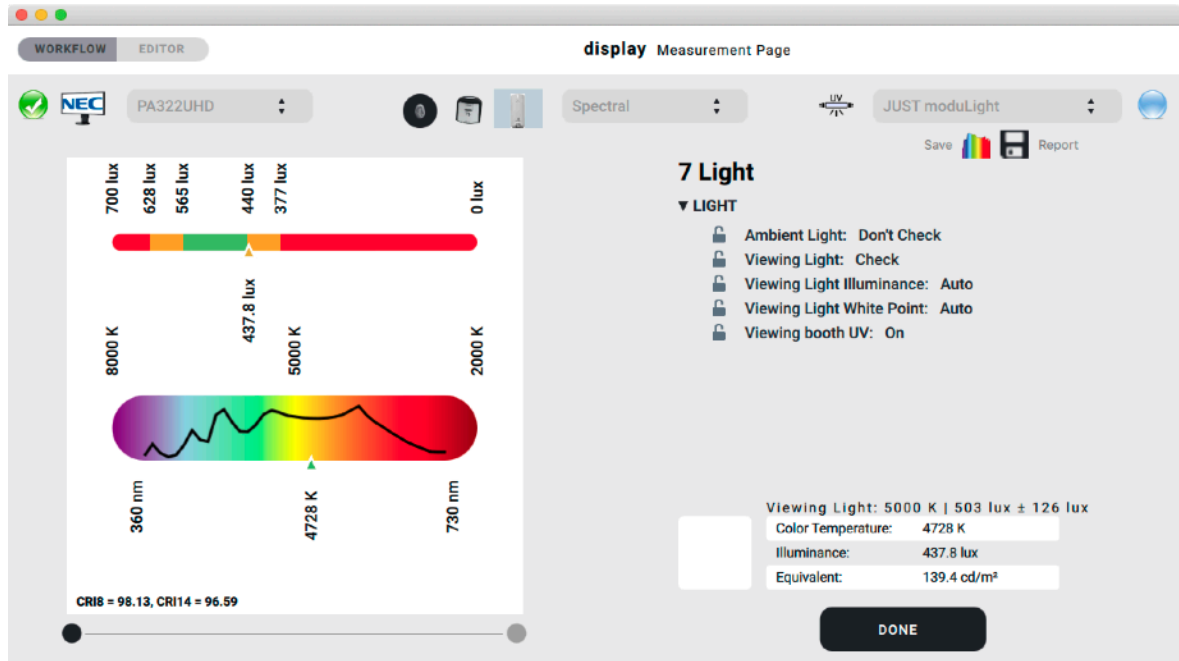 WORKFLOW EDITOR
display Measurement Page
NEC PA322UHD Spectral UV JUST moduLight
Save Report
700 lux 628 lux 565 lux 440 lux 377 lux 0 lux
437.8 lux
8000 K 5000 K 2000 K
360 nm 4728 K 730 nm
CRI8 = 98.13, CRI14 = 96.59
7 Light
▼ LIGHT
Ambient Light: Don't Check
Viewing Light: Check
Viewing Light Illuminance: Auto
Viewing Light White Point: Auto
Viewing booth UV: On
Viewing Light: 5000 K | 503 lux ± 126 lux
Color Temperature: 4728 K
Illuminance: 437.8 lux
Equivalent: 139.4 cd/m²
DONE